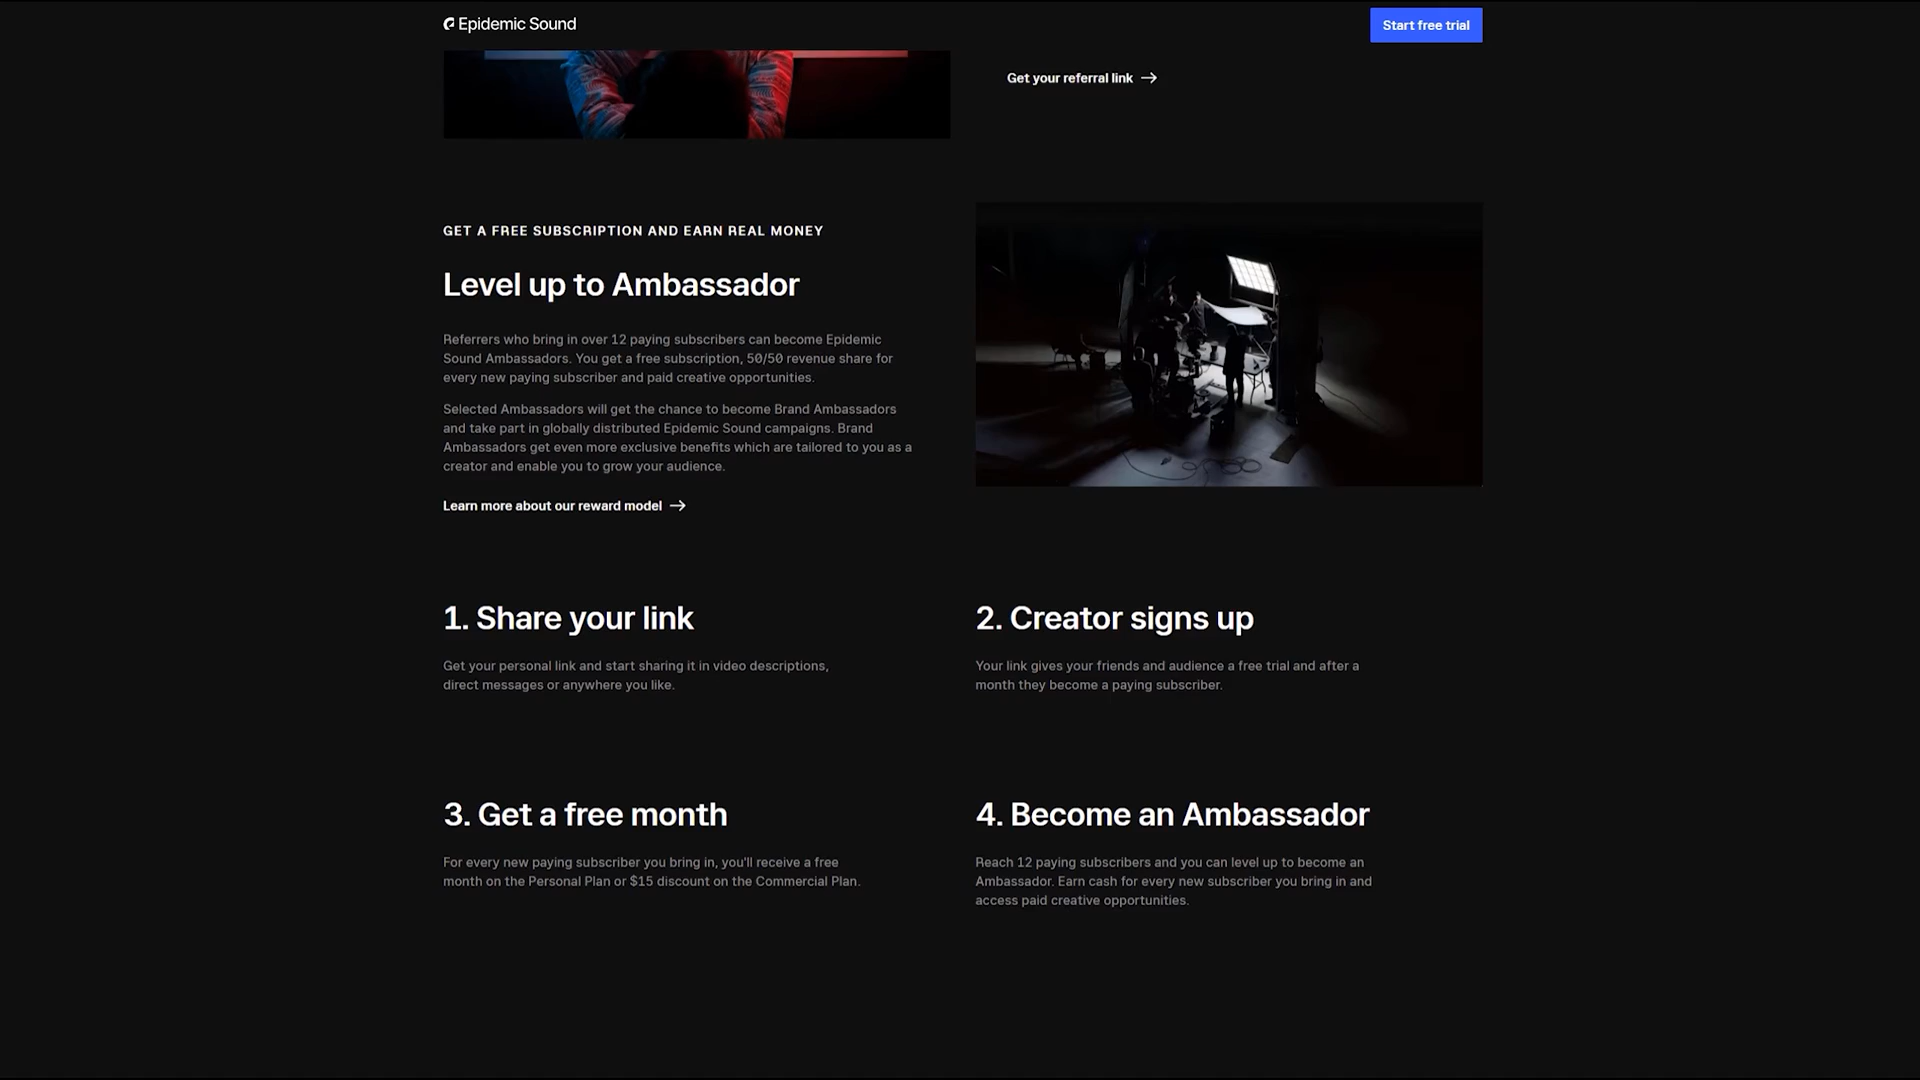 Epidemic Sound
Start free trial
Get your referral link
GET A FREE SUBSCRIPTION AND EARN REAL MONEY
Level up to Ambassador
Referrers who bring in over 12 paying subscribers can become Epidemic
Sound Ambassadors. You get a free subscription, 50/50 revenue share for
every new paying subscriber and paid creative opportunities.
Selected Ambassadors will get the chance to become Brand Ambassadors
and take part in globally distributed Epidemic Sound campaigns. Brand
Ambassadors get even more exclusive benefits which are tailored to you as a
creator and enable you to grow your audience.
Learn more about our reward model
1. Share your link
Get your personal link and start sharing it in video descriptions,
direct messages or anywhere you like.
2. Creator signs up
Your link gives your friends and audience a free trial and after a
month they become a paying subscriber.
3. Get a free month
For every new paying subscriber you bring in, you'll receive a free
month on the Personal Plan or $15 discount on the Commercial Plan.
4. Become an Ambassador
Reach 12 paying subscribers and you can level up to become an
Ambassador. Earn cash for every new subscriber you bring in and
access paid creative opportunities.